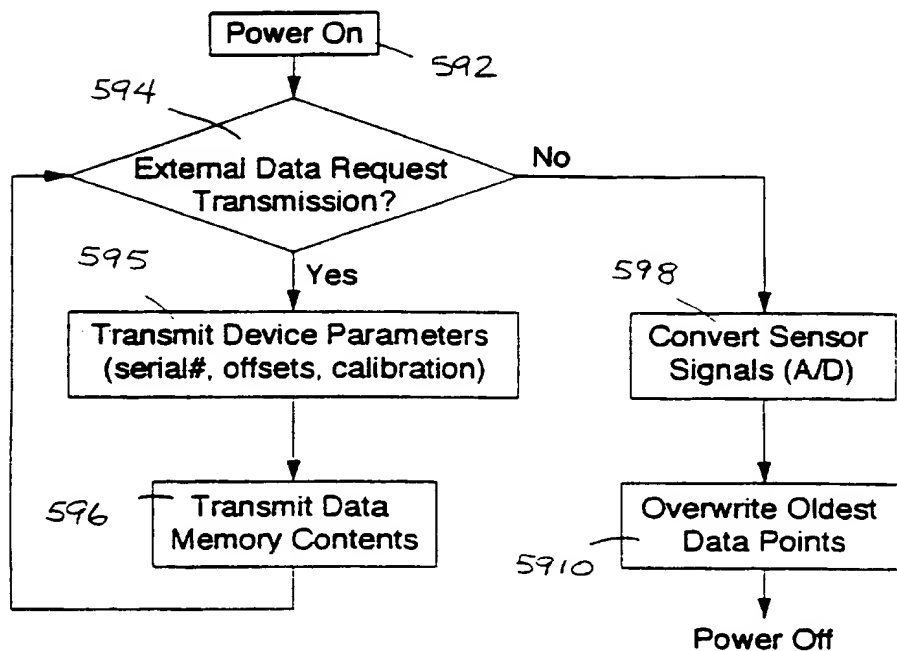 Power On
592
594
External Data Request
Transmission?
No
595
Yes
598
Transmit Device Parameters
(serial#, offsets, calibration)
Convert Sensor
Signals (A/D)
596
Transmit Data
Memory Contents
Overwrite Oldest
Data Points
5910
Power Off